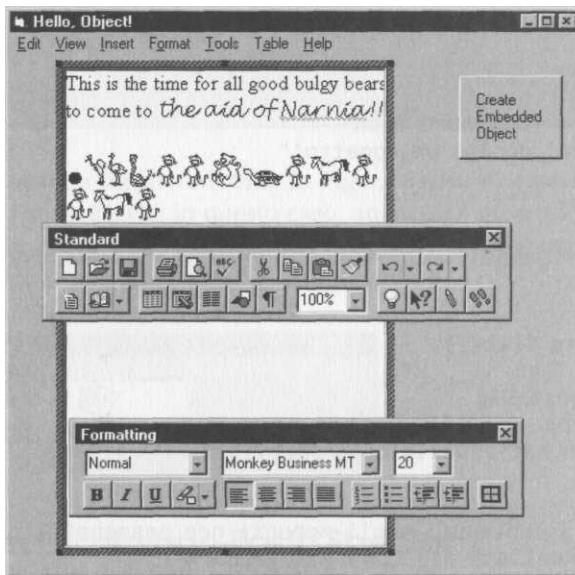 Hello, Object!
Edit View Insert Format Tools Table Help
This is the time for all good bulgy bears
to come to the aid of Narnia!!
Create
Embedded
Object
Standard
ABC
100%
Formatting
Normal Monkey Business MT 20
B I U